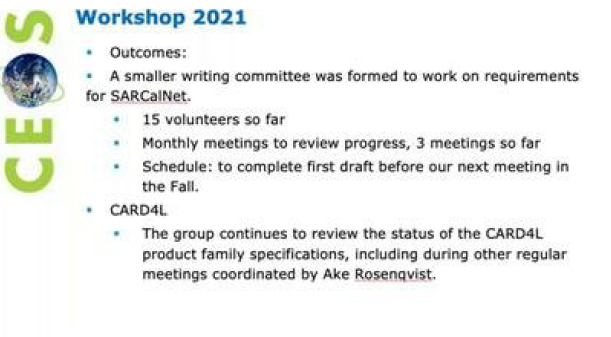 CEOS
Workshop 2021
Outcomes:
A smaller writing committee was formed to work on requirements
for SARCalNet.
15 volunteers so far
Monthly meetings to review progress, 3 meetings so far
Schedule: to complete first draft before our next meeting in
the Fall.
CARD4L
The group continues to review the status of the CARD4L
product family specifications, including during other regular
meetings coordinated by Ake Rosenqvist.